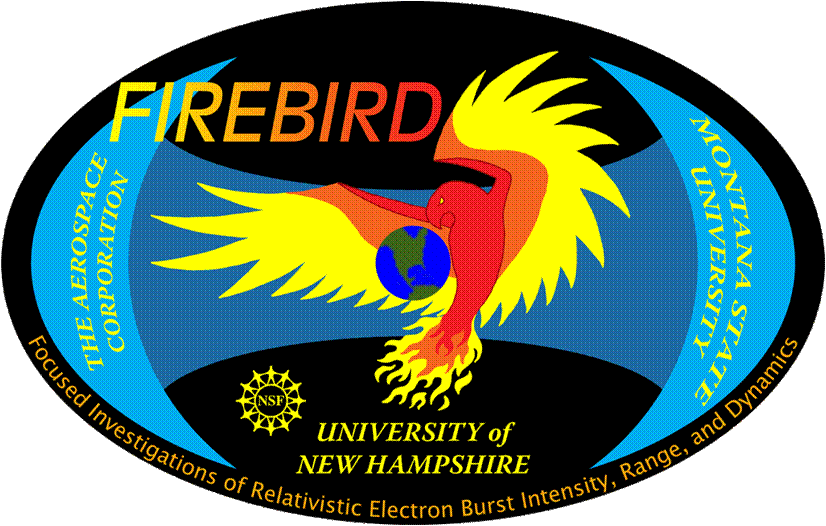 FIREBIRD
THE AEROSPACE
CORPORATION
MONTANA STATE
UNIVERSITY
NSF
UNIVERSITY of
NEW HAMPSHIRE
Focused Investigations of Relativistic Electron Burst Intensity, Range, and Dynamics